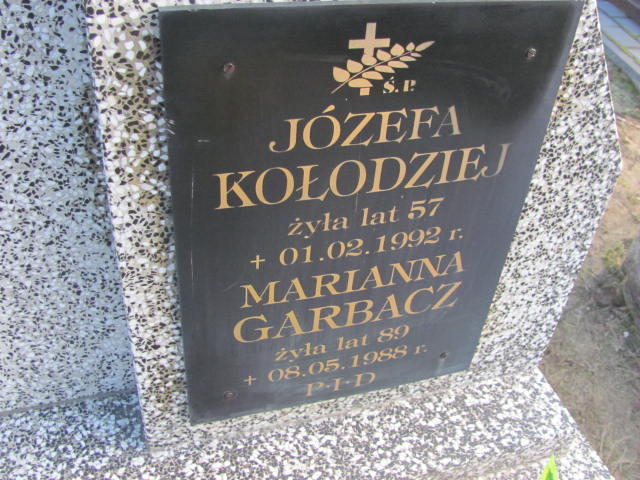 Ś.P.
JÓZEFA
KOŁODZIEJ
żyła lat 57
+ 01.02.1992 r.
MARIANNA
GARBACZ
żyła lat 89
+ 08.05.1988 r.
P-I-D